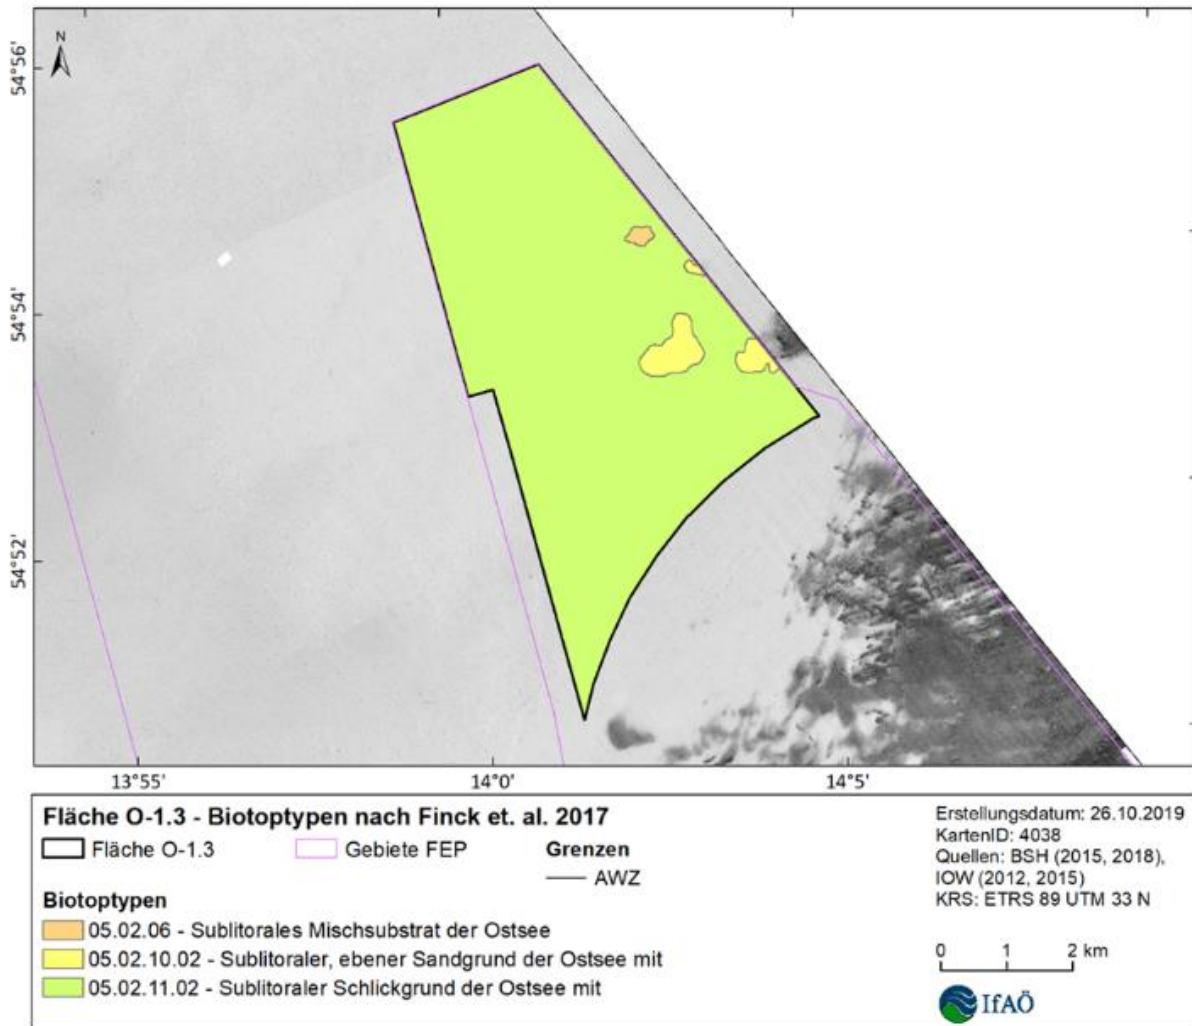 N
54°56'
54°54'
54°52'
13°55' 14°0' 14°5'
Fläche O-1.3 - Biotoptypen nach Finck et. al. 2017
Fläche O-1.3 Gebiete FEP
Grenzen
AWZ
Biotoptypen
05.02.06 - Sublitorales Mischsubstrat der Ostsee
05.02.10.02 - Sublitoraler, ebener Sandgrund der Ostsee mit
05.02.11.02 - Sublitoraler Schlickgrund der Ostsee mit
Erstellungsdatum: 26.10.2019
KartenID: 4038
Quellen: BSH (2015, 2018),
IOW (2012, 2015)
KRS: ETRS 89 UTM 33 N
0 1 2 km
IfAÖ